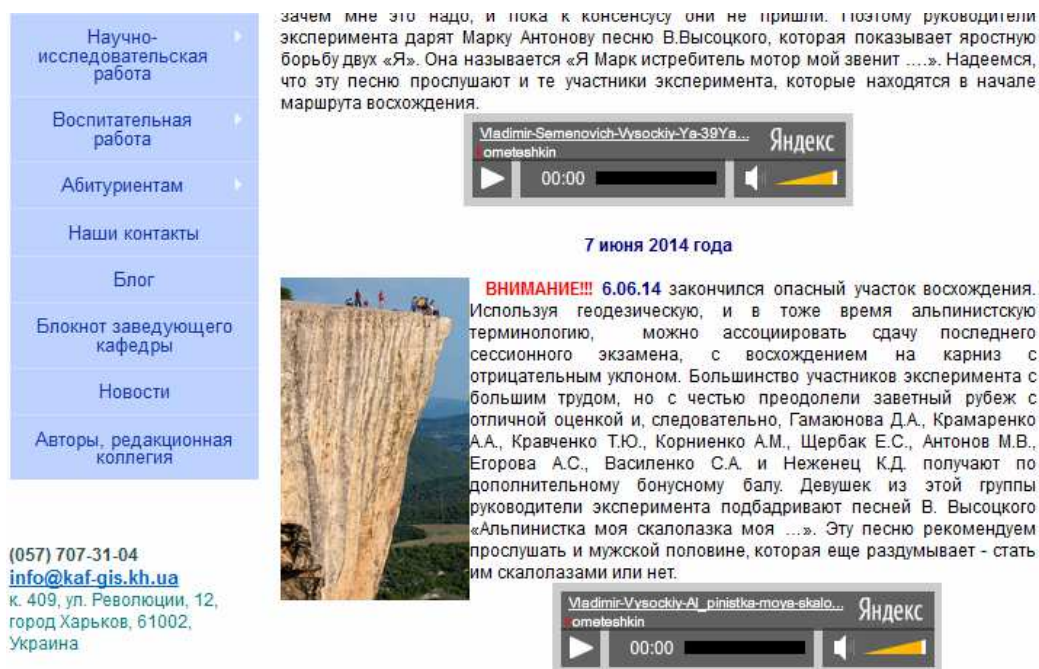 Научно-
исследовательская
работа
Воспитательная
работа
Абитуриентам
Наши контакты
Блог
Блокнот заведующего
кафедры
Новости
Авторы, редакционная
коллегия
(057) 707-31-04
info@kaf-gis.kh.ua
к. 409, ул. Революции, 12,
город Харьков, 61002,
Украина
зачем мне это надо, и пока к консенсусу они не пришли. Поэтому руководители
эксперимента дарят Марку Антонову песню В.Высоцкого, которая показывает яростную
борьбу двух «Я». Она называется «Я Марк истребитель мотор мой звенит ….». Надеемся,
что эту песню прослушают и те участники эксперимента, которые находятся в начале
маршрута восхождения.
Vladimir-Semenovich-Vysockiy-Ya-39Ya...
Яндекс
ometeshkin
00:00
7 июня 2014 года
ВНИМАНИЕ!!! 6.06.14 закончился опасный участок восхождения.
Используя геодезическую, и в тоже время альпинистскую
терминологию, можно ассоциировать сдачу последнего
сессионного экзамена, с восхождением на карниз с
отрицательным уклоном. Большинство участников эксперимента с
большим трудом, но с честью преодолели заветный рубеж с
отличной оценкой и, следовательно, Гамаюнова Д.А., Крамаренко
А.А., Кравченко Т.Ю., Корниенко А.М., Щербак Е.С., Антонов М.В.,
Егорова А.С., Василенко С.А. и Неженец К.Д. получают по
дополнительному бонусному балу. Девушек из этой группы
руководители эксперимента подбадривают песней В. Высоцкого
«Альпинистка моя скалолазка моя …». Эту песню рекомендуем
прослушать и мужской половине, которая еще раздумывает - стать
им скалолазами или нет.
Vladimir-Vysockiy-Al_pinistka-moya-skalo...
Яндекс
ometeshkin
00:00